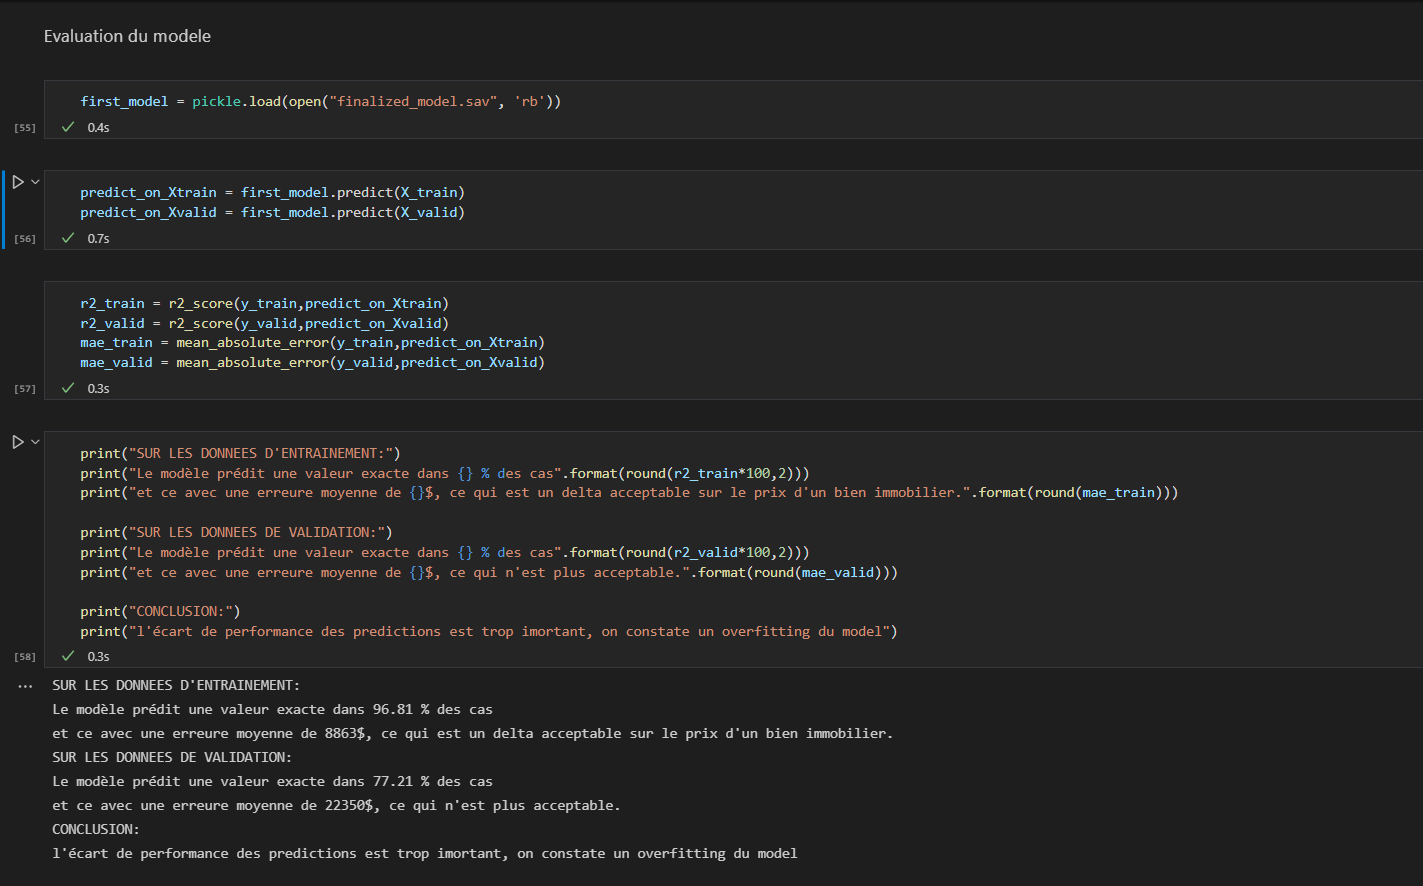 Evaluation du modele
first_model = pickle.load(open("finalized_model.sav", 'rb'))
[55]
0.4s
predict_on_Xtrain = first_model.predict(X_train)
predict_on_Xvalid = first_model.predict(X_valid)
[56]
0.7s
r2_train = r2_score(y_train,predict_on_Xtrain)
r2_valid = r2_score(y_valid,predict_on_Xvalid)
mae_train = mean_absolute_error(y_train,predict_on_Xtrain)
mae_valid = mean_absolute_error(y_valid,predict_on_Xvalid)
[57]
0.3s
print("SUR LES DONNEES D'ENTRAINEMENT:")
print("Le modèle prédit une valeur exacte dans {} % des cas".format(round(r2_train*100,2)))
print("et ce avec une erreure moyenne de {}$, ce qui est un delta acceptable sur le prix d'un bien immobilier.".format(round(mae_train)))
print("SUR LES DONNEES DE VALIDATION:")
print("Le modèle prédit une valeur exacte dans {} % des cas".format(round(r2_valid*100,2)))
print("et ce avec une erreure moyenne de {}$, ce qui n'est plus acceptable.".format(round(mae_valid)))
print("CONCLUSION:")
print("l'écart de performance des predictions est trop imortant, on constate un overfitting du model")
[58]
0.3s
SUR LES DONNEES D'ENTRAINEMENT:
Le modèle prédit une valeur exacte dans 96.81 % des cas
et ce avec une erreure moyenne de 8863$, ce qui est un delta acceptable sur le prix d'un bien immobilier.
SUR LES DONNEES DE VALIDATION:
Le modèle prédit une valeur exacte dans 77.21 % des cas
et ce avec une erreure moyenne de 22350$, ce qui n'est plus acceptable.
CONCLUSION:
l'écart de performance des predictions est trop imortant, on constate un overfitting du model